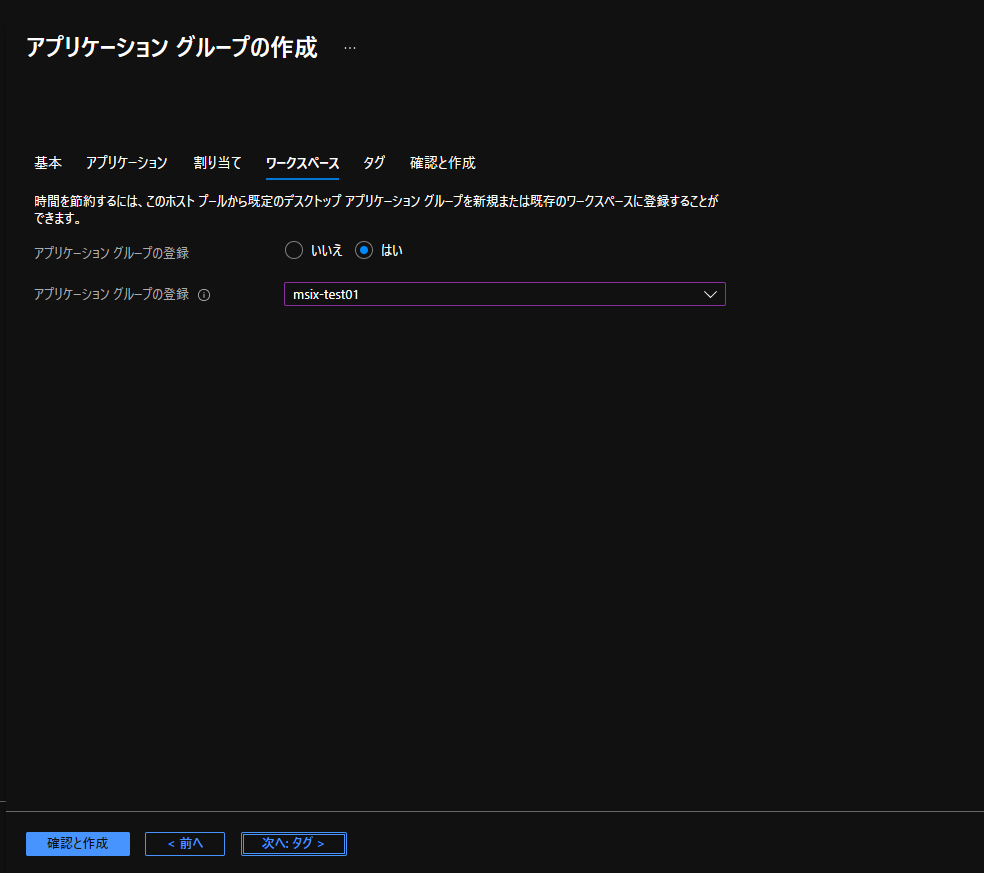 アプリケーション グループの作成 …
基本 アプリケーション 割り当て ワークスペース タグ 確認と作成
時間を節約するには、このホスト プールから既定のデスクトップ アプリケーション グループを新規または既存のワークスペースに登録することが
できます。
アプリケーション グループの登録 いいえ はい
アプリケーション グループの登録 msix-test01
確認と作成 < 前へ 次へ: タグ >